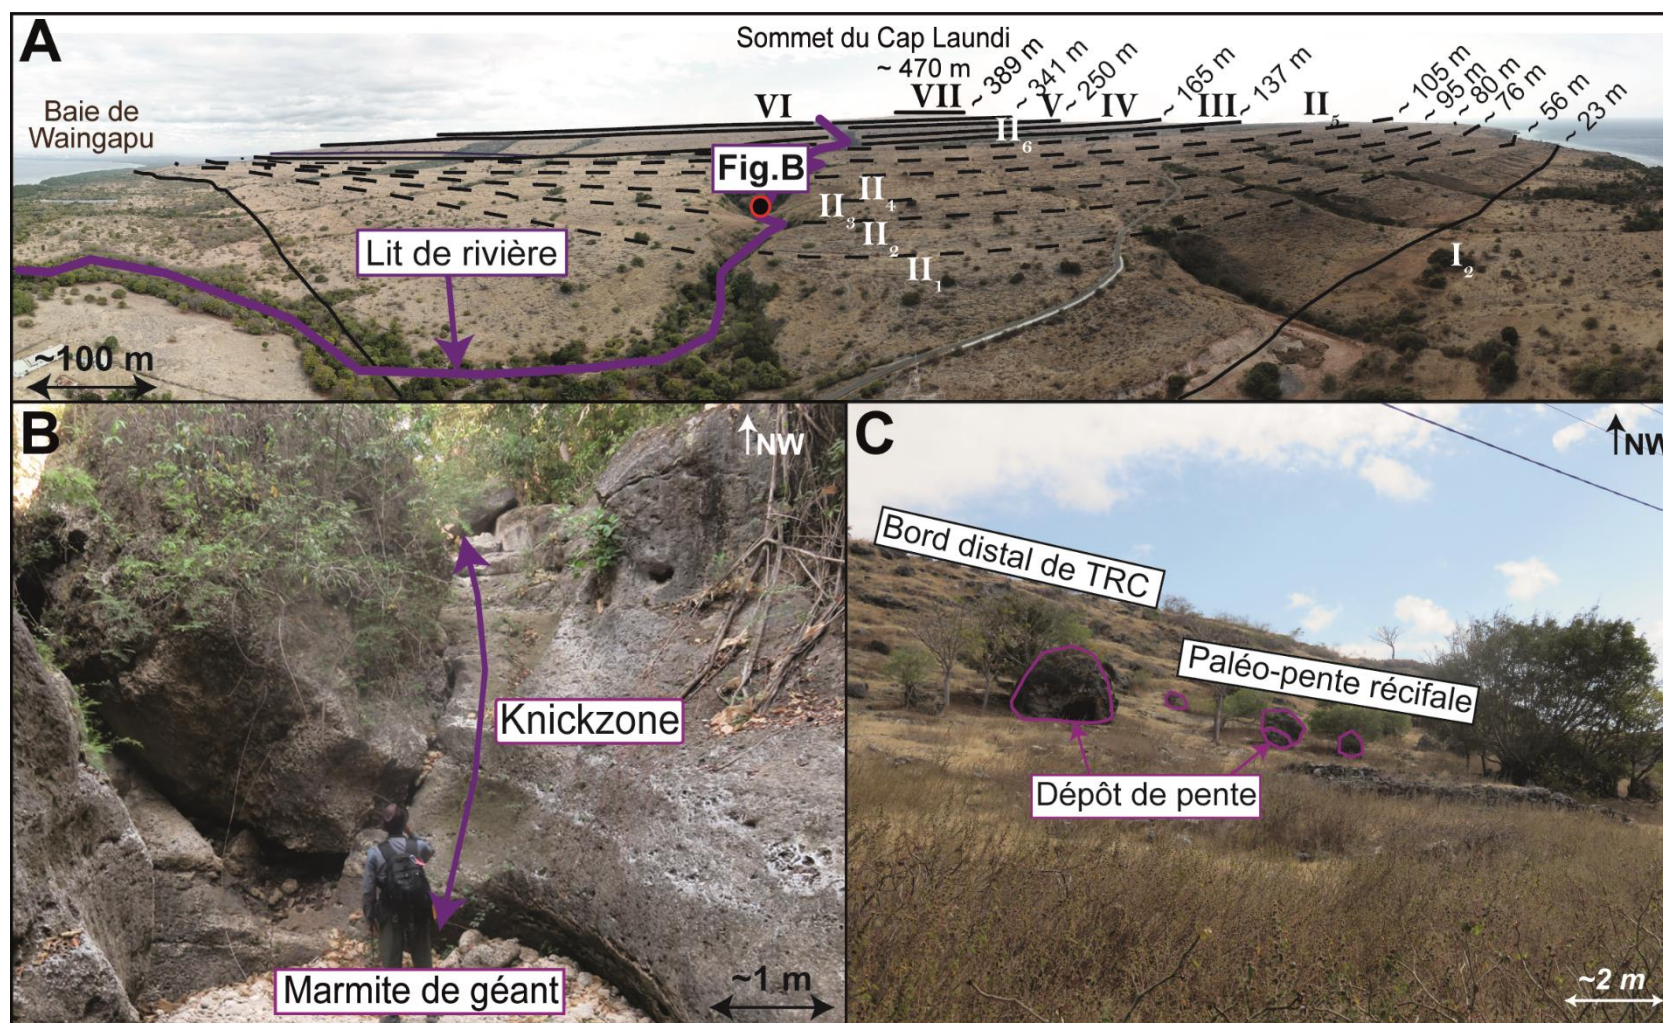 A
Sommet du Cap Laundi
~ 470 m
Baie de
Waingapu
VI
VII
~ 389 m
~ 341 m
V
~ 250 m
IV
~ 165 m
III
~ 137 m
II5
~ 105 m
~ 95 m
~ 80 m
~ 76 m
~ 56 m
~ 23 m
II6
Fig.B
II4
II3
II2
II1
I2
Lit de rivière
~100 m
B
NW
Knickzone
Marmite de géant
~1 m
C
NW
Bord distal de TRC
Paléo-pente récifale
Dépôt de pente
~2 m